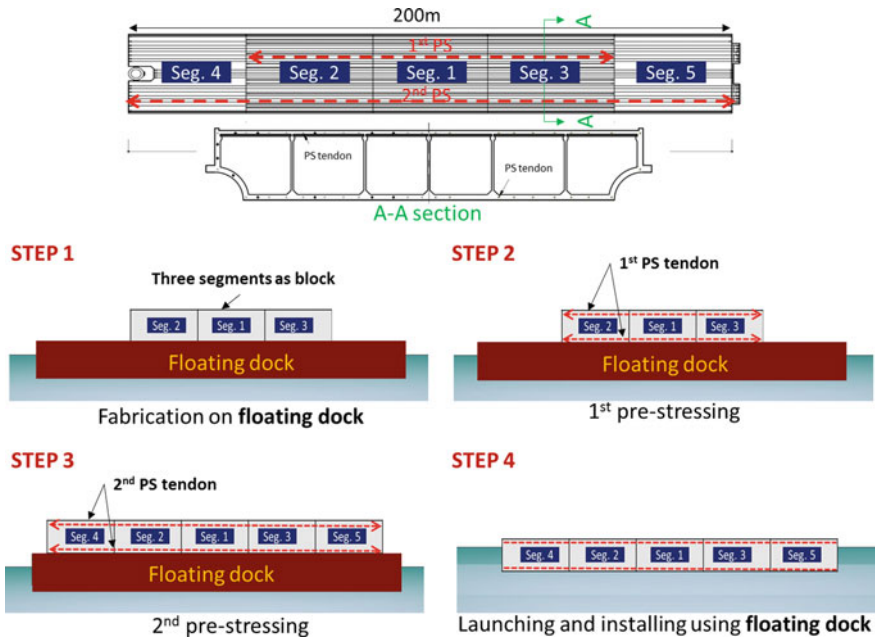 200m
A
1st PS
Seg. 4
Seg. 2
Seg. 1
Seg. 3
Seg. 5
2nd PS
A
PS tendon
PS tendon
A-A section
STEP 1
Three segments as block
Seg. 2
Seg. 1
Seg. 3
Floating dock
Fabrication on floating dock
STEP 2
1st PS tendon
Seg. 2
Seg. 1
Seg. 3
Floating dock
1st pre-stressing
STEP 3
2nd PS tendon
Seg. 4
Seg. 2
Seg. 1
Seg. 3
Seg. 5
Floating dock
2nd pre-stressing
STEP 4
Seg. 4
Seg. 2
Seg. 1
Seg. 3
Seg. 5
Launching and installing using floating dock